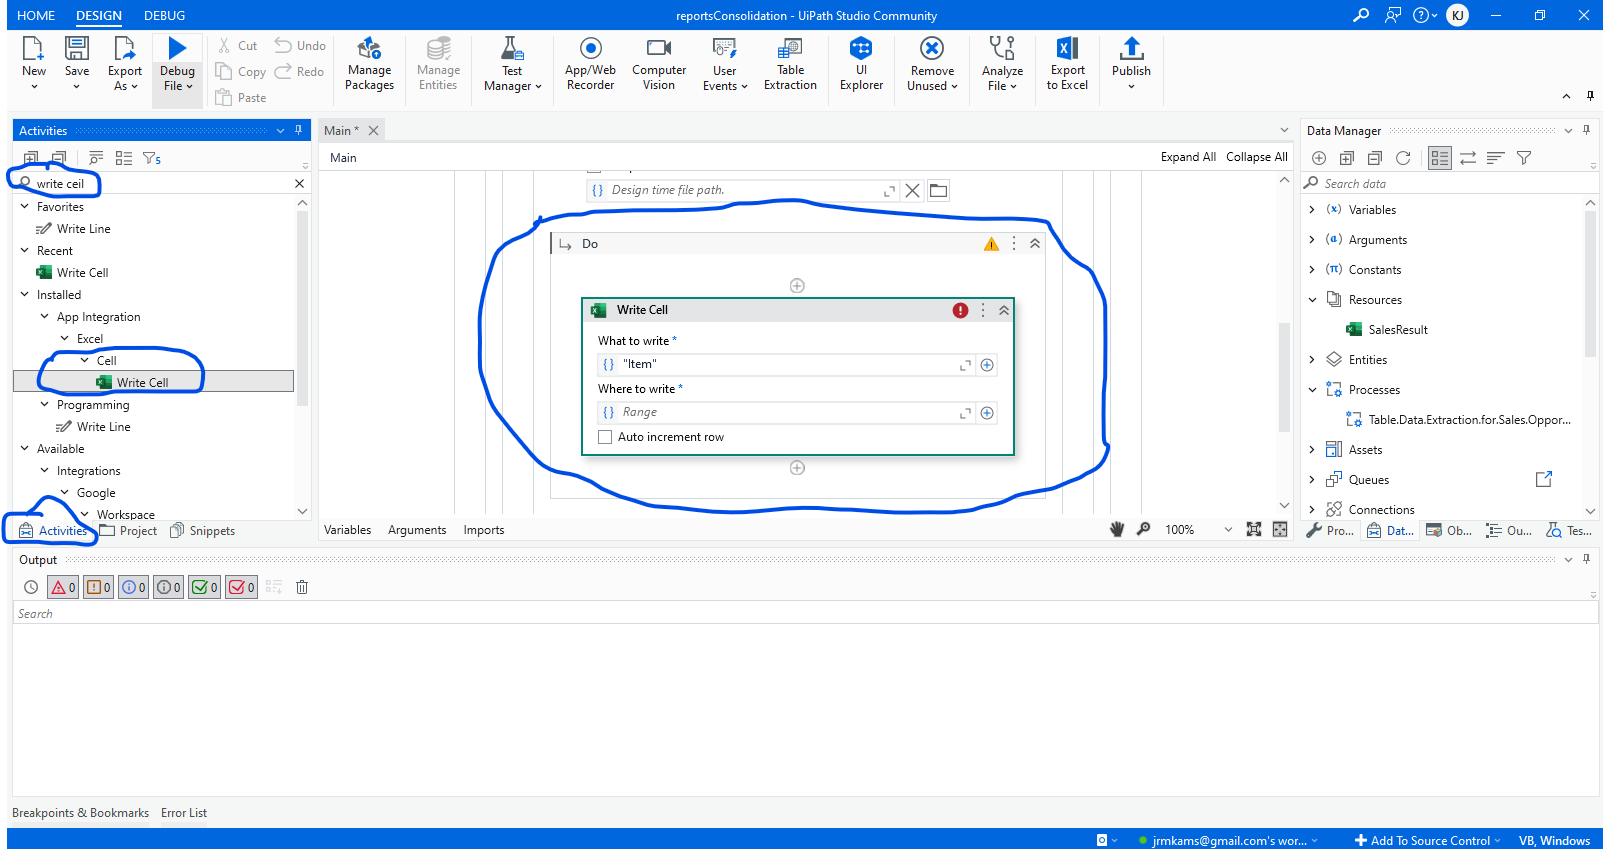 HOME DESIGN DEBUG reportsConsolidation - UiPath Studio Community KJ
New Save Export As Debug File Cut Copy Paste Undo Redo Manage Packages Manage Entities Test Manager App/Web Recorder Computer Vision User Events Table Extraction UI Explorer Remove Unused Analyze File Export to Excel Publish
Activities
5
write cell
Favorites
Write Line
Recent
Write Cell
Installed
App Integration
Excel
Cell
Write Cell
Programming
Write Line
Available
Integrations
Google
Workspace
Activities Project Snippets
Main *
Main Expand All Collapse All
Design time file path.
Do
Write Cell
What to write *
"Item"
Where to write *
Range
Auto increment row
Variables Arguments Imports 100%
Data Manager
Search data
Variables
Arguments
Constants
Resources
SalesResult
Entities
Processes
Table.Data.Extraction.for.Sales.Oppor...
Assets
Queues
Connections
Pro... Dat... Ob... Ou... Tes...
Output
0 0 0 0 0 0
Search
Breakpoints & Bookmarks Error List
jrmkams@gmail.com's wor... Add To Source Control VB, Windows